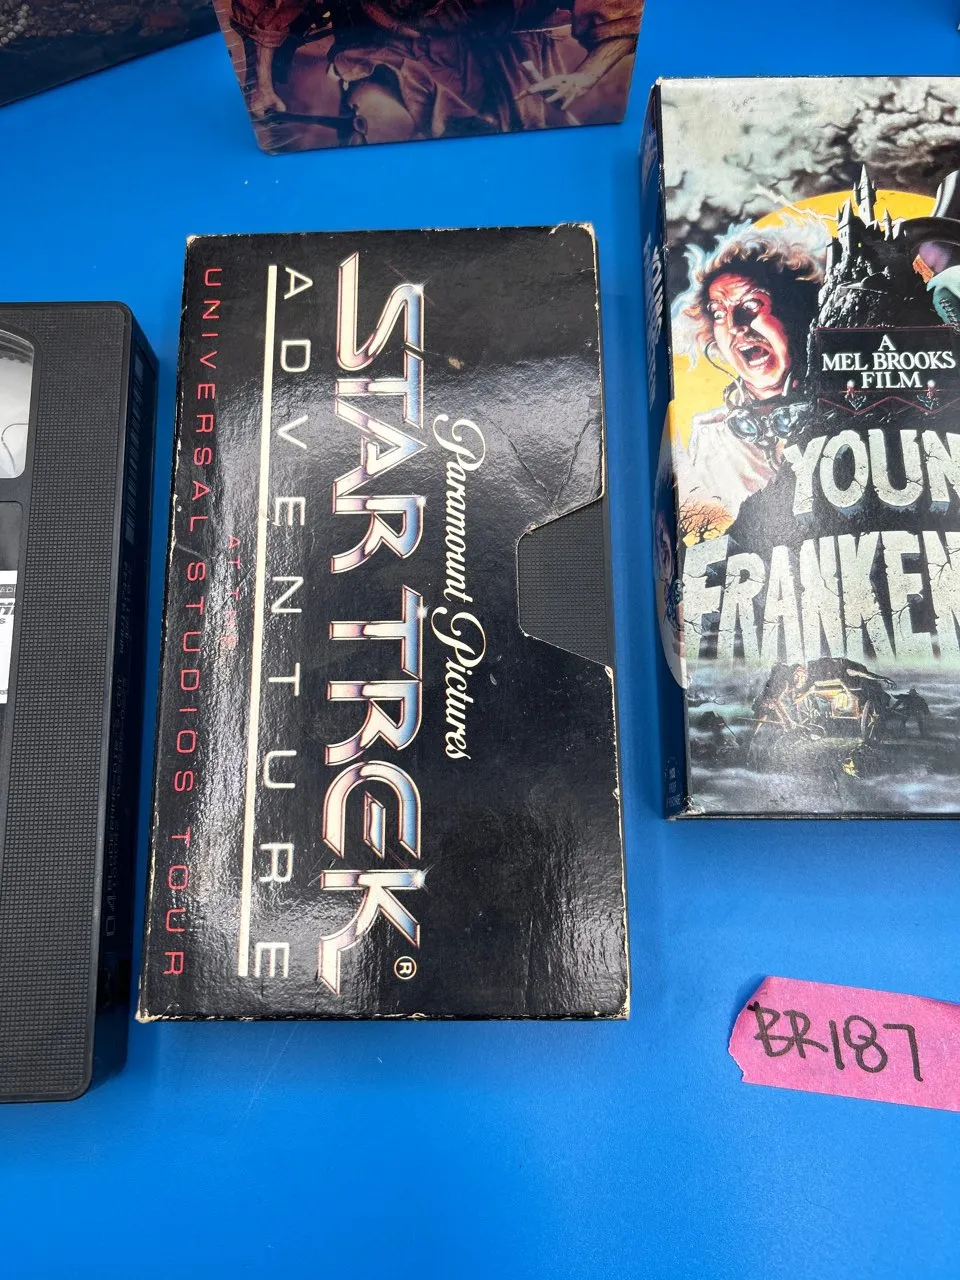 Paramount Pictures
STAR TREK®
ADVENTURE
AT THE
UNIVERSAL STUDIOS TOUR
A
MEL BROOKS
FILM
YOUN
FRANKEN
BR187